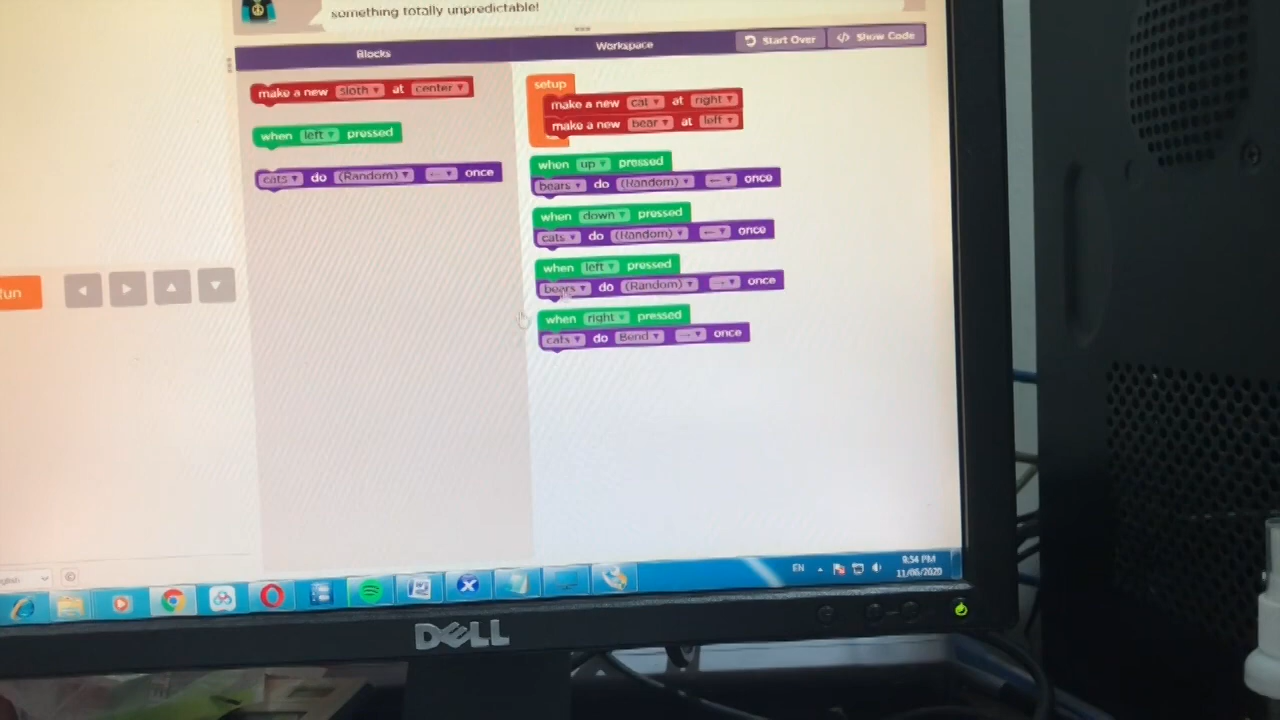 something totally unpredictable!
Blocks
Workspace
Start Over
Show Code
make a new sloth at center
when left pressed
cats do (Random) ← once
setup
make a new cat at right
make a new bear at left
when up pressed
bears do (Random) ← once
when down pressed
cats do (Random) ← once
when left pressed
bears do (Random) → once
when right pressed
cats do Bend → once
EN
9:54 PM
11/06/2020
DELL